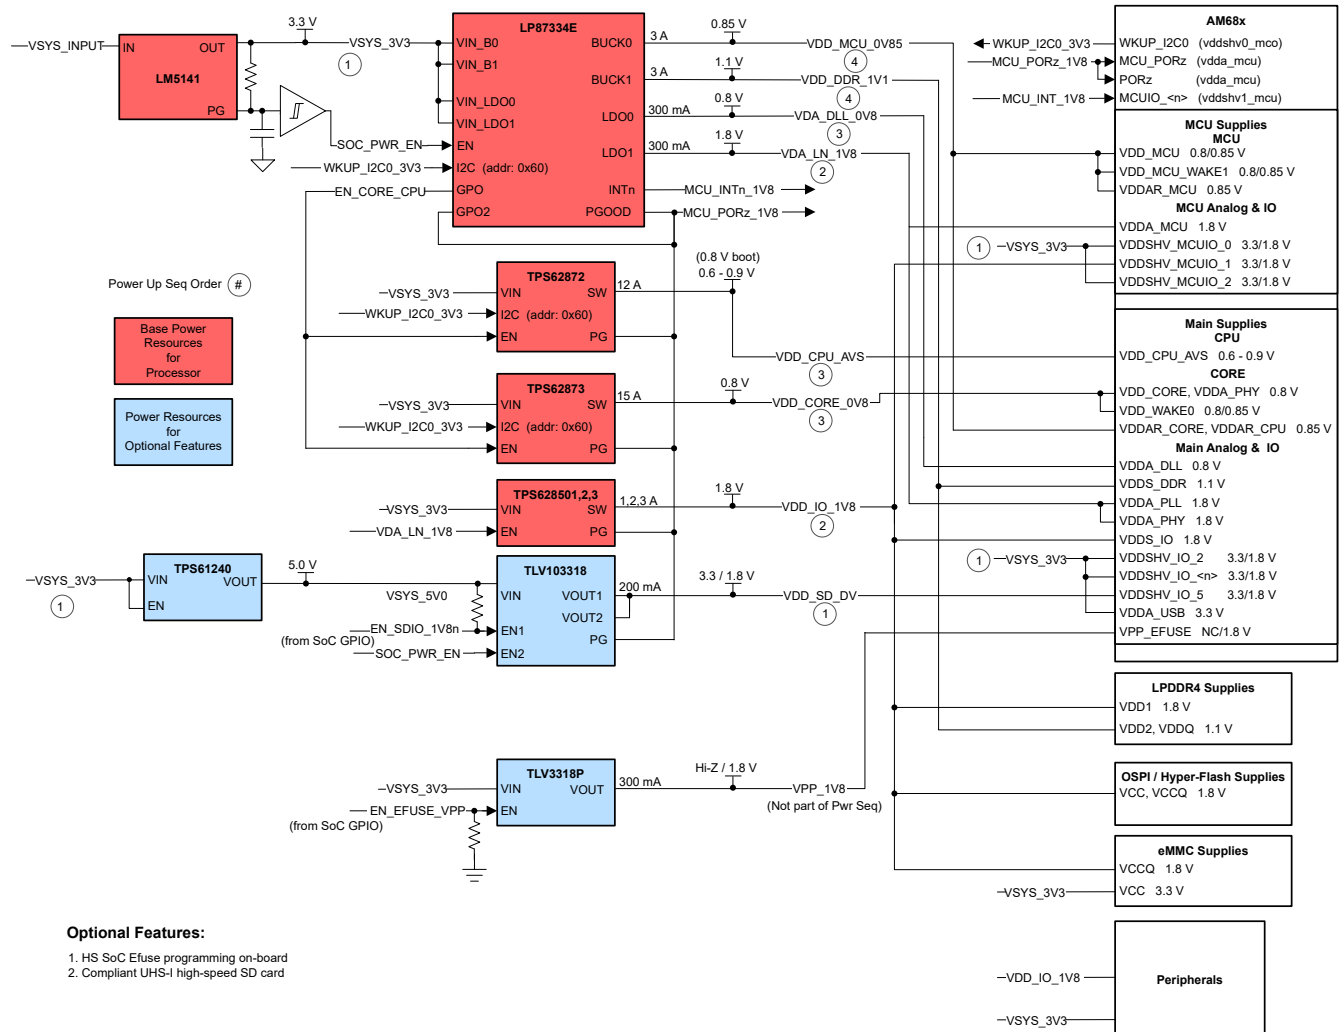 VSYS_INPUT
IN
OUT
LM5141
PG
3.3 V
VSYS_3V3
1
SOC_PWR_EN
WKUP_I2C0_3V3
EN_CORE_CPU
LP87334E
VIN_B0
VIN_B1
VIN_LDO0
VIN_LDO1
EN
I2C (addr: 0x60)
GPO
GPO2
BUCK0
BUCK1
LDO0
LDO1
INTn
PGOOD
3 A
0.85 V
VDD_MCU_0V85
4
3 A
1.1 V
VDD_DDR_1V1
4
300 mA
0.8 V
VDA_DLL_0V8
3
300 mA
1.8 V
VDA_LN_1V8
2
MCU_INTn_1V8
MCU_PORz_1V8
Power Up Seq Order #
Base Power
Resources
for
Processor
Power Resources
for
Optional Features
TPS62872
VSYS_3V3
VIN
SW
12 A
(0.8 V boot)
0.6 - 0.9 V
WKUP_I2C0_3V3
I2C (addr: 0x60)
EN
PG
VDD_CPU_AVS
3
TPS62873
VSYS_3V3
VIN
SW
15 A
0.8 V
VDD_CORE_0V8
3
WKUP_I2C0_3V3
I2C (addr: 0x60)
EN
PG
TPS628501,2,3
VSYS_3V3
VIN
SW
1,2,3 A
1.8 V
VDD_IO_1V8
2
VDA_LN_1V8
EN
PG
VSYS_3V3
1
TPS61240
VIN
VOUT
EN
5.0 V
VSYS_5V0
EN_SDIO_1V8n
(from SoC GPIO)
SOC_PWR_EN
TLV103318
VIN
VOUT1
VOUT2
EN1
PG
EN2
200 mA
3.3 / 1.8 V
VDD_SD_DV
1
TLV3318P
VSYS_3V3
VIN
VOUT
300 mA
Hi-Z / 1.8 V
VPP_1V8
(Not part of Pwr Seq)
EN_EFUSE_VPP
EN
(from SoC GPIO)
AM68x
WKUP_I2C0_3V3
WKUP_I2C0 (vddshv0_mco)
MCU_PORz_1V8
MCU_PORz (vdda_mcu)
PORz (vdda_mcu)
MCU_INT_1V8
MCUIO_<n> (vddshv1_mcu)
MCU Supplies
MCU
VDD_MCU 0.8/0.85 V
VDD_MCU_WAKE1 0.8/0.85 V
VDDAR_MCU 0.85 V
MCU Analog & IO
VDDA_MCU 1.8 V
1
VSYS_3V3
VDDSHV_MCUIO_0 3.3/1.8 V
VDDSHV_MCUIO_1 3.3/1.8 V
VDDSHV_MCUIO_2 3.3/1.8 V
Main Supplies
CPU
VDD_CPU_AVS 0.6 - 0.9 V
CORE
VDD_CORE, VDDA_PHY 0.8 V
VDD_WAKE0 0.8/0.85 V
VDDAR_CORE, VDDAR_CPU 0.85 V
Main Analog & IO
VDDA_DLL 0.8 V
VDDS_DDR 1.1 V
VDDA_PLL 1.8 V
VDDA_PHY 1.8 V
VDDS_IO 1.8 V
1
VSYS_3V3
VDDSHV_IO_2 3.3/1.8 V
VDDSHV_IO_<n> 3.3/1.8 V
VDDSHV_IO_5 3.3/1.8 V
VDDA_USB 3.3 V
VPP_EFUSE NC/1.8 V
LPDDR4 Supplies
VDD1 1.8 V
VDD2, VDDQ 1.1 V
OSPI / Hyper-Flash Supplies
VCC, VCCQ 1.8 V
eMMC Supplies
VCCQ 1.8 V
VSYS_3V3
VCC 3.3 V
VDD_IO_1V8
Peripherals
VSYS_3V3
Optional Features:
1. HS SoC Efuse programming on-board
2. Compliant UHS-I high-speed SD card